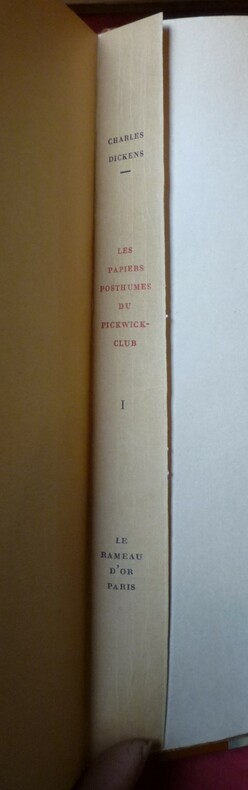 CHARLES
DICKENS
LES
PAPIERS
POSTHUMES
DU
PICKWICK-
CLUB
I
LE
RAMEAU
D'OR
PARIS